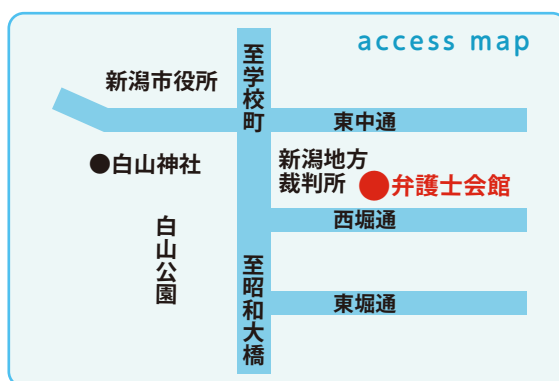 access map
至学校町
新潟市役所
東中通
●白山神社
新潟地方
裁判所
●弁護士会館
西堀通
白山公園
至昭和大橋
東堀通